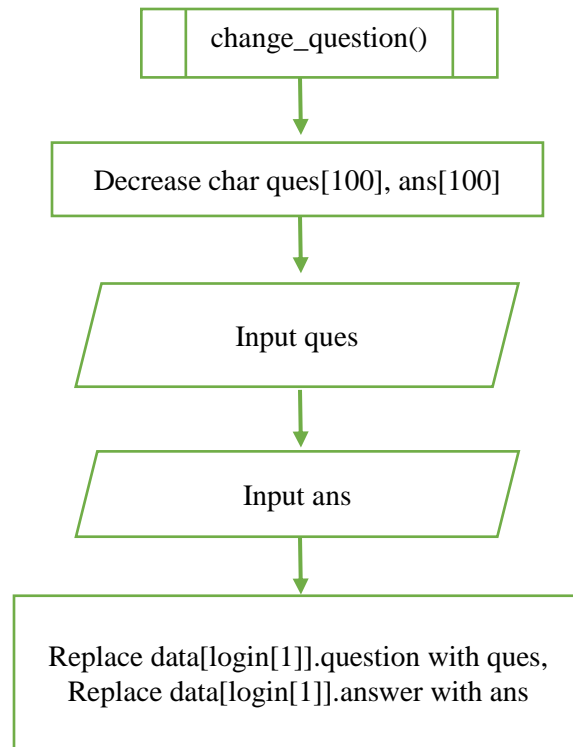 change_question()
Decrease char ques[100], ans[100]
Input ques
Input ans
Replace data[login[1]].question with ques,
Replace data[login[1]].answer with ans